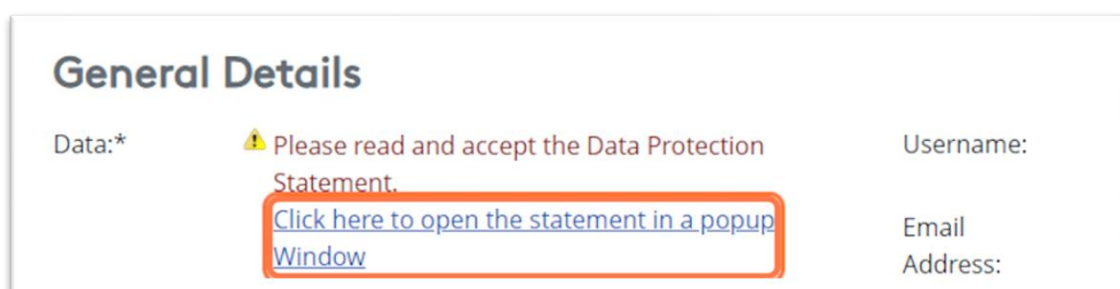 General Details
Data:*
Please read and accept the Data Protection
Statement.
Click here to open the statement in a popup
Window
Username:
Email
Address: